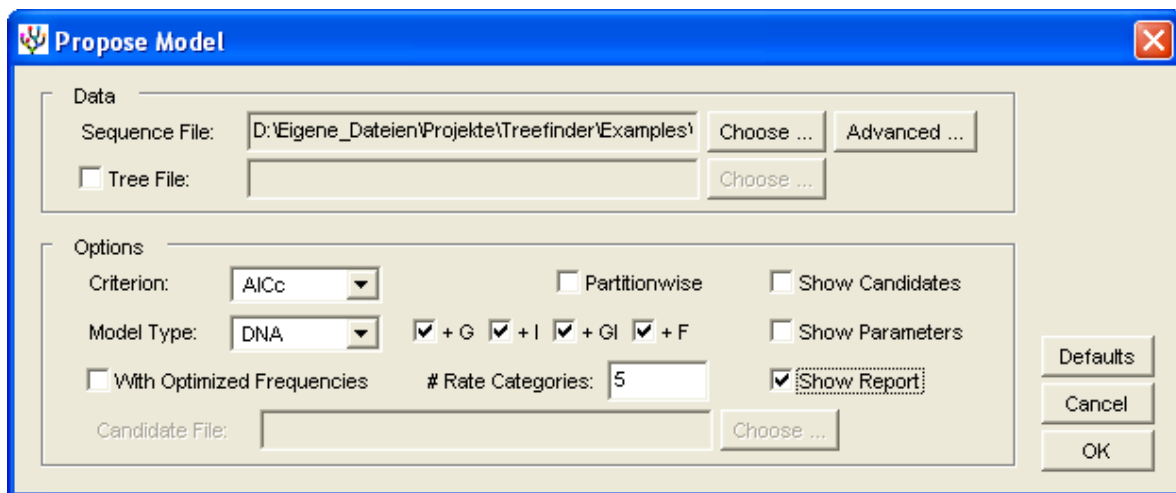 Propose Model
Data
Sequence File: D:\Eigene_Dateien\Projekte\Treefinder\Examples\ Choose ... Advanced ...
Tree File: Choose ...
Options
Criterion: AICc Partitionwise Show Candidates
Model Type: DNA + G + I + GI + F Show Parameters
With Optimized Frequencies # Rate Categories: 5 Show Report
Candidate File: Choose ...
Defaults
Cancel
OK